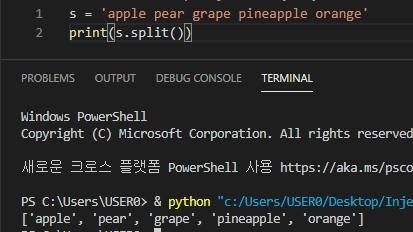 1 s = 'apple pear grape pineapple orange'
2 print(s.split())
PROBLEMS OUTPUT DEBUG CONSOLE TERMINAL
Windows PowerShell
Copyright (C) Microsoft Corporation. All rights reserved
새로운 크로스 플랫폼 PowerShell 사용 https://aka.ms/psco
PS C:\Users\USER0> & python "c:/Users/USER0/Desktop/Inje
['apple', 'pear', 'grape', 'pineapple', 'orange']